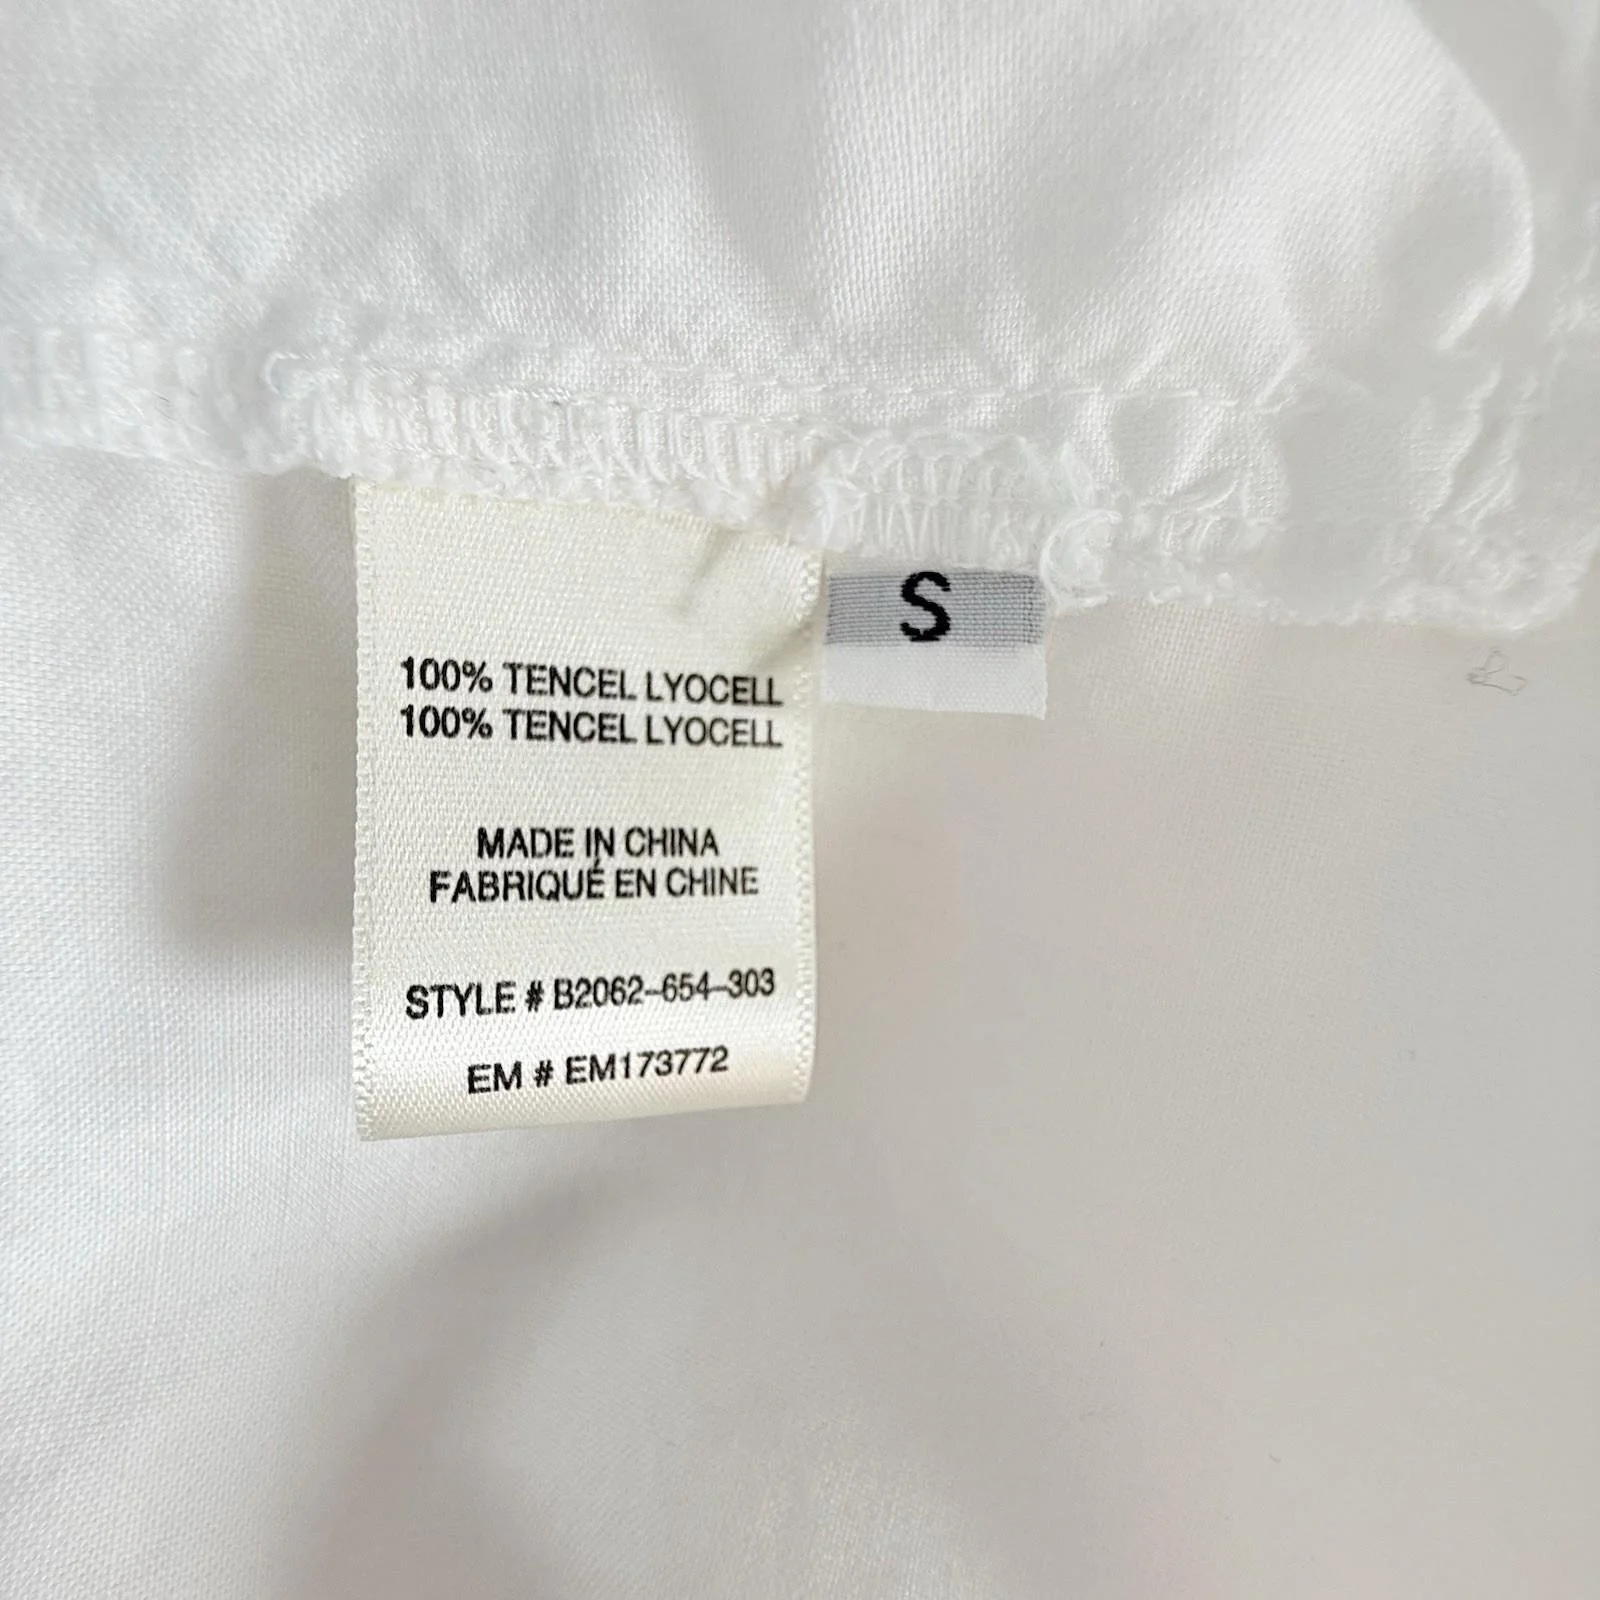 S
100% TENCEL LYOCELL
100% TENCEL LYOCELL
MADE IN CHINA
FABRIQUÉ EN CHINE
STYLE # B2062-654-303
EM # EM173772